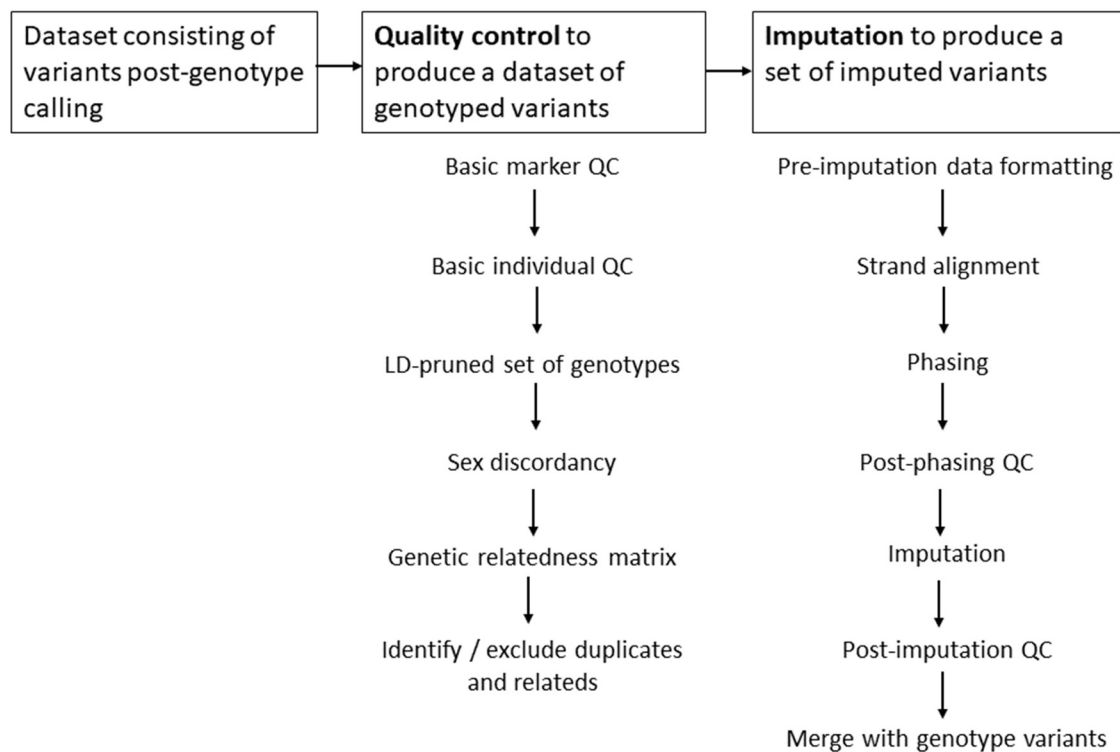 Dataset consisting of
variants post-genotype
calling
Quality control to
produce a dataset of
genotyped variants
Imputation to produce a
set of imputed variants
Basic marker QC
Basic individual QC
LD-pruned set of genotypes
Sex discordancy
Genetic relatedness matrix
Identify / exclude duplicates
and relateds
Pre-imputation data formatting
Strand alignment
Phasing
Post-phasing QC
Imputation
Post-imputation QC
Merge with genotype variants